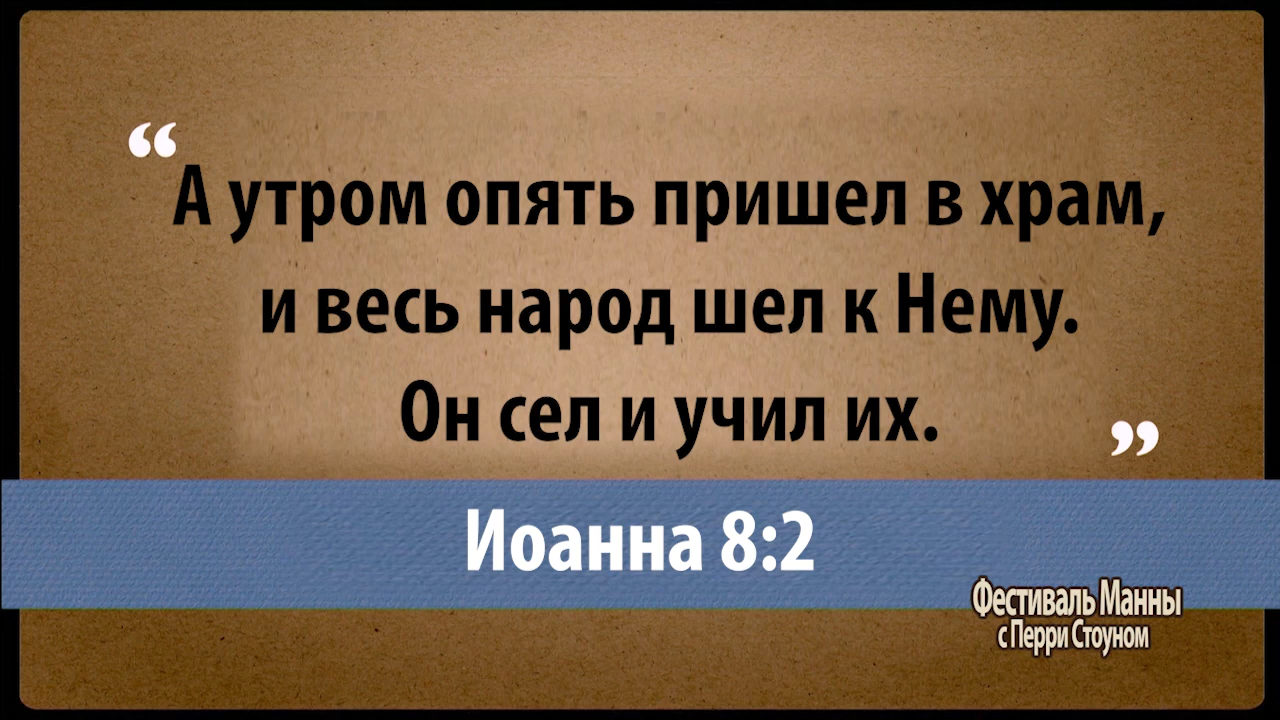 “А утром опять пришел в храм,
и весь народ шел к Нему.
Он сел и учил их.”
Иоанна 8:2
Фестиваль Манны
с Перри Стоуном